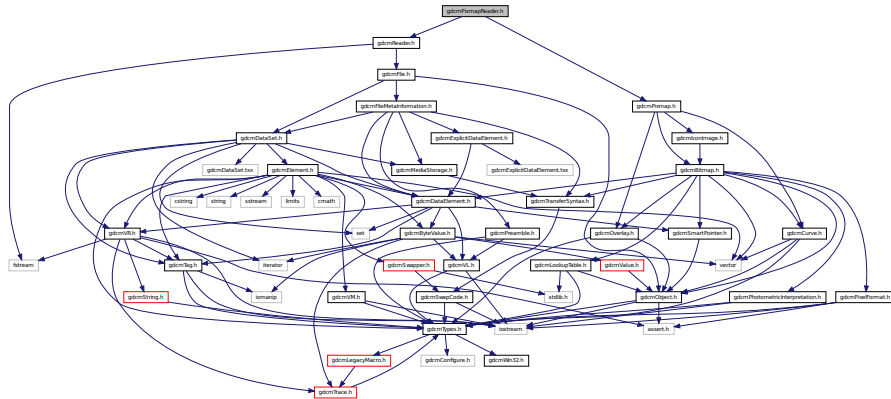 gdcmPixmapReader.h
gdcmReader.h
gdcmFile.h
gdcmFileMetaInformation.h
gdcmPixmap.h
gdcmDataSet.h
gdcmExplicitDataElement.h
gdcmIconImage.h
gdcmDataSet.txx
gdcmElement.h
gdcmMediaStorage.h
gdcmExplicitDataElement.txx
gdcmBitmap.h
cstring
string
sstream
limits
cmath
gdcmDataElement.h
gdcmTransferSyntax.h
gdcmVR.h
set
gdcmByteValue.h
gdcmPreamble.h
gdcmOverlay.h
gdcmSmartPointer.h
gdcmCurve.h
fstream
gdcmTag.h
iterator
gdcmSwapper.h
gdcmVL.h
gdcmLookupTable.h
gdcmValue.h
vector
gdcmString.h
iomanip
gdcmVM.h
gdcmSwapCode.h
stdlib.h
gdcmObject.h
gdcmPhotometricInterpretation.h
gdcmPixelFormat.h
gdcmTypes.h
iostream
assert.h
gdcmLegacyMacro.h
gdcmConfigure.h
gdcmWin32.h
gdcmTrace.h